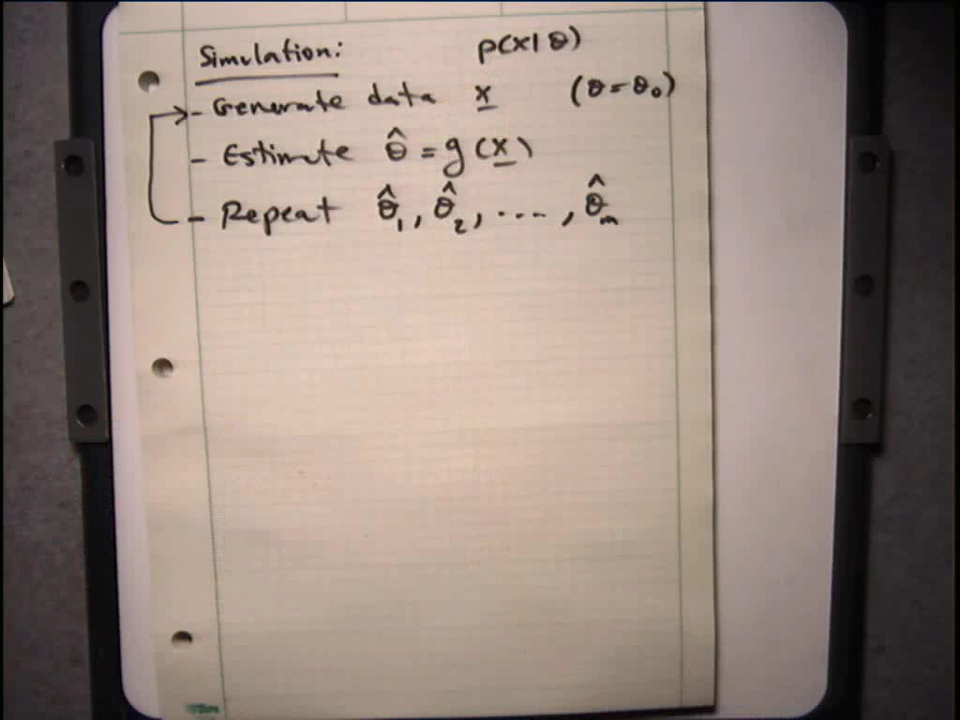 Simulation: p(x|θ)
- Generate data x (θ=θ₀)
- Estimate θ̂ = g(x)
- Repeat θ̂₁, θ̂₂, ...., θ̂ₘ